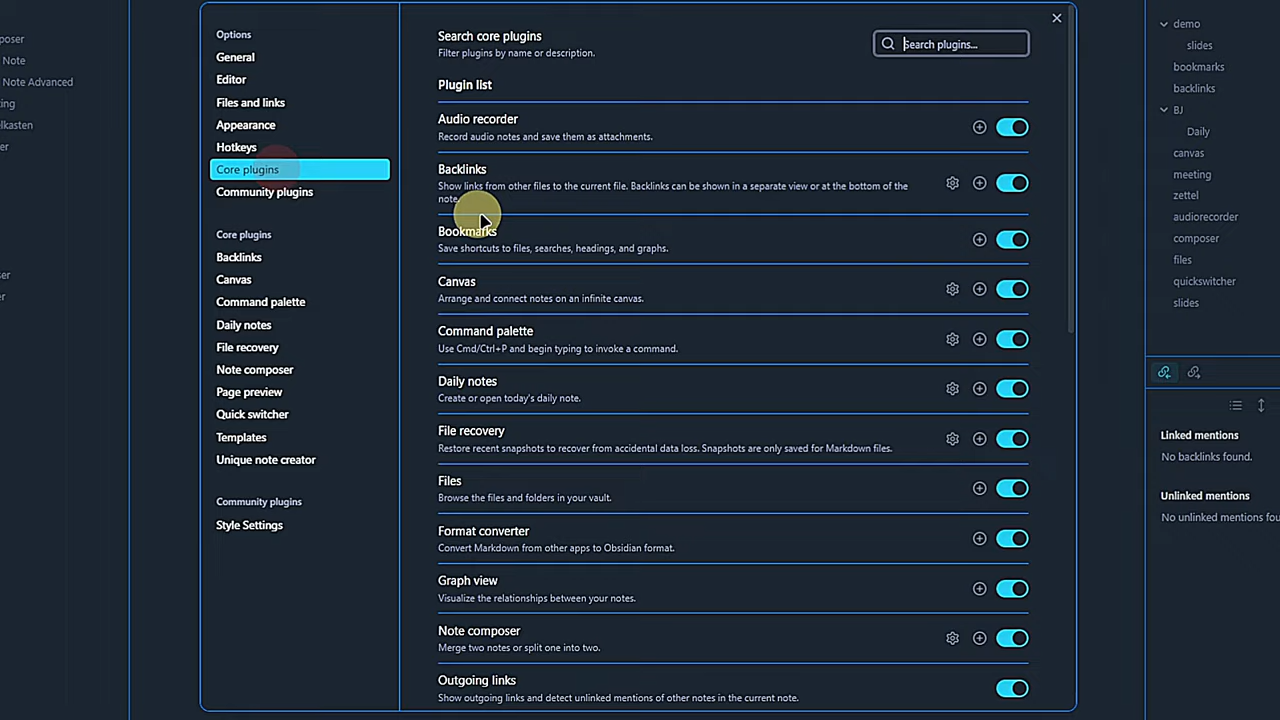 poser
Note
Note Advanced
Options
General
Editor
Files and links
Appearance
Hotkeys
Core plugins
Community plugins
Core plugins
Backlinks
Canvas
Command palette
Daily notes
File recovery
Note composer
Page preview
Quick switcher
Templates
Unique note creator
Community plugins
Style Settings
Search core plugins
Filter plugins by name or description.
Search plugins...
Plugin list
Audio recorder
Record audio notes and save them as attachments.
Backlinks
Show links from other files to the current file. Backlinks can be shown in a separate view or at the bottom of the
note.
Bookmarks
Save shortcuts to files, searches, headings, and graphs.
Canvas
Arrange and connect notes on an infinite canvas.
Command palette
Use Cmd/Ctrl+P and begin typing to invoke a command.
Daily notes
Create or open today's daily note.
File recovery
Restore recent snapshots to recover from accidental data loss. Snapshots are only saved for Markdown files.
Files
Browse the files and folders in your vault.
Format converter
Convert Markdown from other apps to Obsidian format.
Graph view
Visualize the relationships between your notes.
Note composer
Merge two notes or split one into two.
Outgoing links
Show outgoing links and detect unlinked mentions of other notes in the current note.
demo
slides
bookmarks
backlinks
BJ
Daily
canvas
meeting
zettel
audiorecorder
composer
files
quickswitcher
slides
Linked mentions
No backlinks found.
Unlinked mentions
No unlinked mentions fou